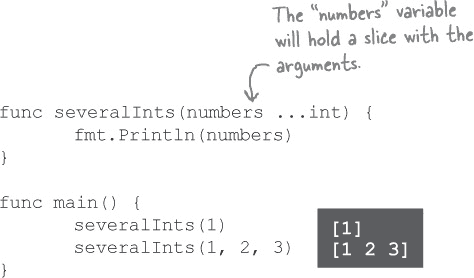 The “numbers” variable
will hold a slice with the
arguments.
func severalInts(numbers ...int) {
        fmt.Println(numbers)
}
func main() {
        severalInts(1)
        severalInts(1, 2, 3)
}
[1]
[1 2 3]